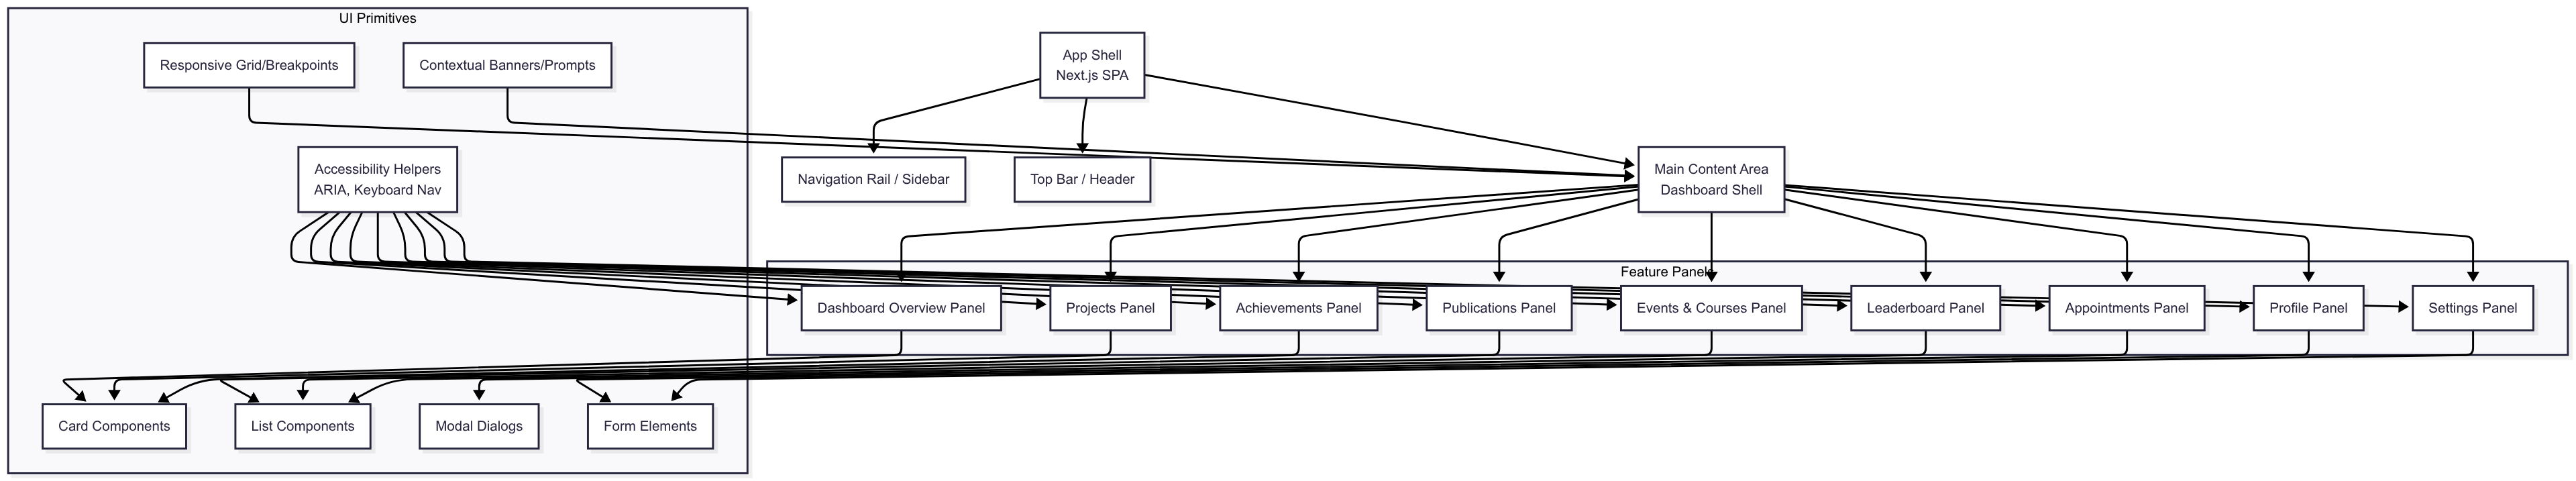 UI Primitives
Responsive Grid/Breakpoints
Contextual Banners/Prompts
App Shell
Next.js SPA
Accessibility Helpers
ARIA, Keyboard Nav
Navigation Rail / Sidebar
Top Bar / Header
Main Content Area
Dashboard Shell
Feature Panels
Dashboard Overview Panel
Projects Panel
Achievements Panel
Publications Panel
Events & Courses Panel
Leaderboard Panel
Appointments Panel
Profile Panel
Settings Panel
Card Components
List Components
Modal Dialogs
Form Elements